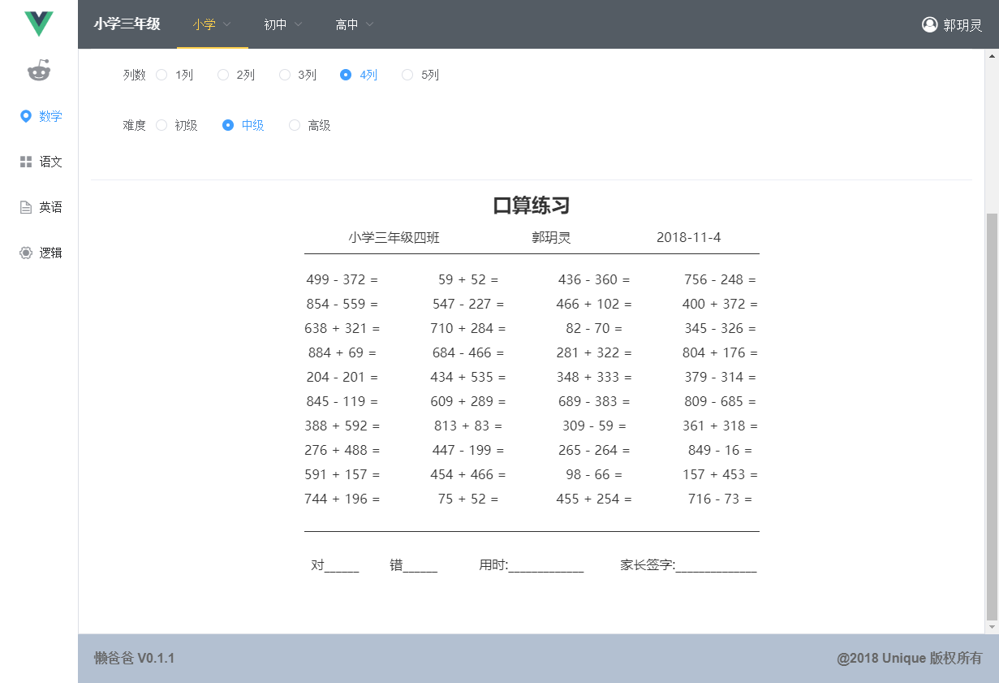 小学三年级 小学 初中 高中 郭玥灵
数学
语文
英语
逻辑
列数 1列 2列 3列 4列 5列
难度 初级 中级 高级
口算练习
小学三年级四班 郭玥灵 2018-11-4
499 - 372 = 59 + 52 = 436 - 360 = 756 - 248 =
854 - 559 = 547 - 227 = 466 + 102 = 400 + 372 =
638 + 321 = 710 + 284 = 82 - 70 = 345 - 326 =
884 + 69 = 684 - 466 = 281 + 322 = 804 + 176 =
204 - 201 = 434 + 535 = 348 + 333 = 379 - 314 =
845 - 119 = 609 + 289 = 689 - 383 = 809 - 685 =
388 + 592 = 813 + 83 = 309 - 59 = 361 + 318 =
276 + 488 = 447 - 199 = 265 - 264 = 849 - 16 =
591 + 157 = 454 + 466 = 98 - 66 = 157 + 453 =
744 + 196 = 75 + 52 = 455 + 254 = 716 - 73 =
对______ 错______ 用时:_____________ 家长签字:______________
懒爸爸 V0.1.1 @2018 Unique 版权所有